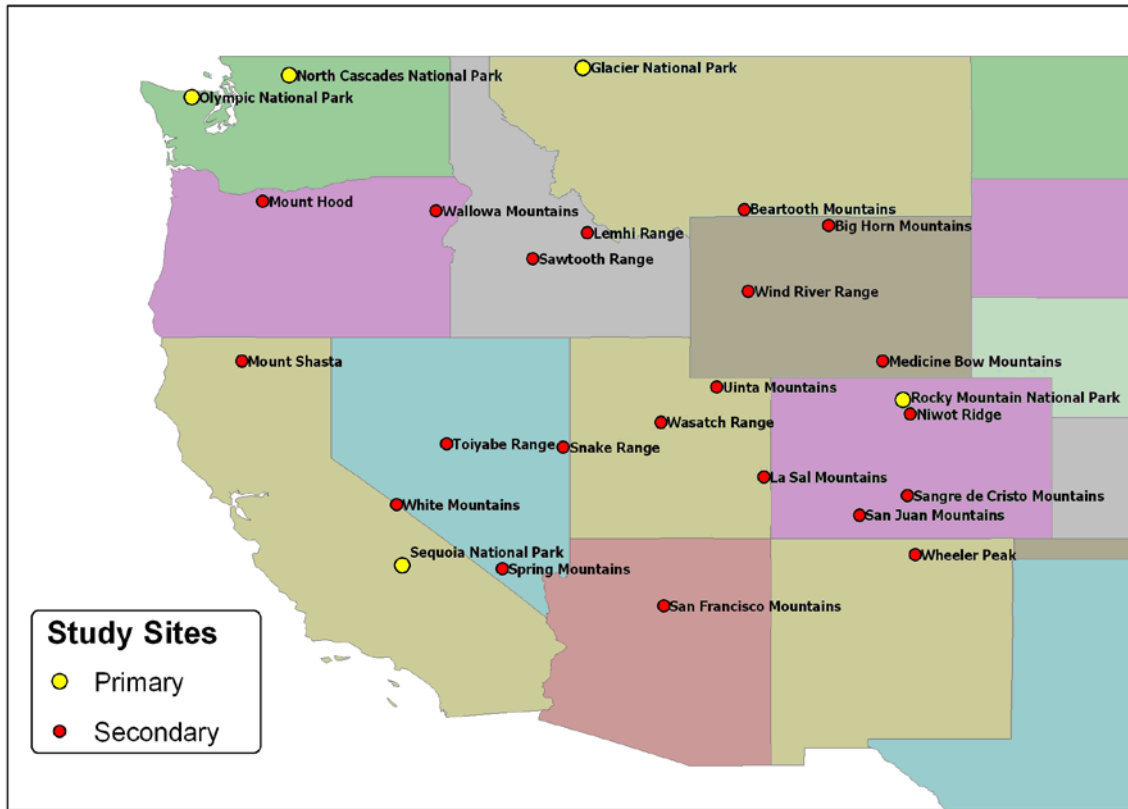 North Cascades National Park
Glacier National Park
Olympic National Park
Mount Hood
Wallowa Mountains
Beartooth Mountains
Big Horn Mountains
Lemhi Range
Sawtooth Range
Wind River Range
Mount Shasta
Medicine Bow Mountains
Uinta Mountains
Rocky Mountain National Park
Niwot Ridge
Wasatch Range
Toiyabe Range
Snake Range
La Sal Mountains
Sangre de Cristo Mountains
White Mountains
San Juan Mountains
Sequoia National Park
Wheeler Peak
Spring Mountains
San Francisco Mountains
Study Sites
Primary
Secondary